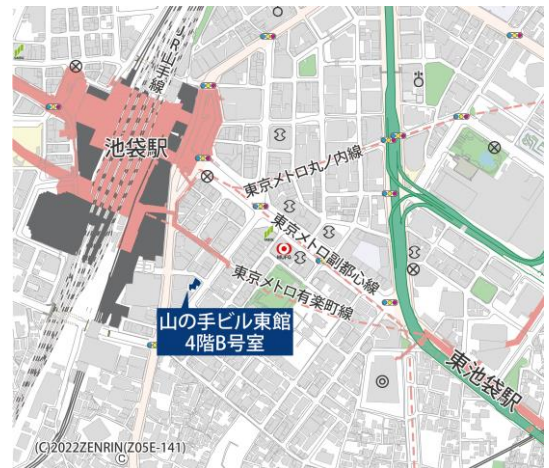 JR山手線
池袋駅
東京メトロ丸ノ内線
東京メトロ副都心線
MUFG
東京メトロ有楽町線
山の手ビル東館
4階B号室
東池袋駅
(C)2022ZENRIN(Z05E-141)
©